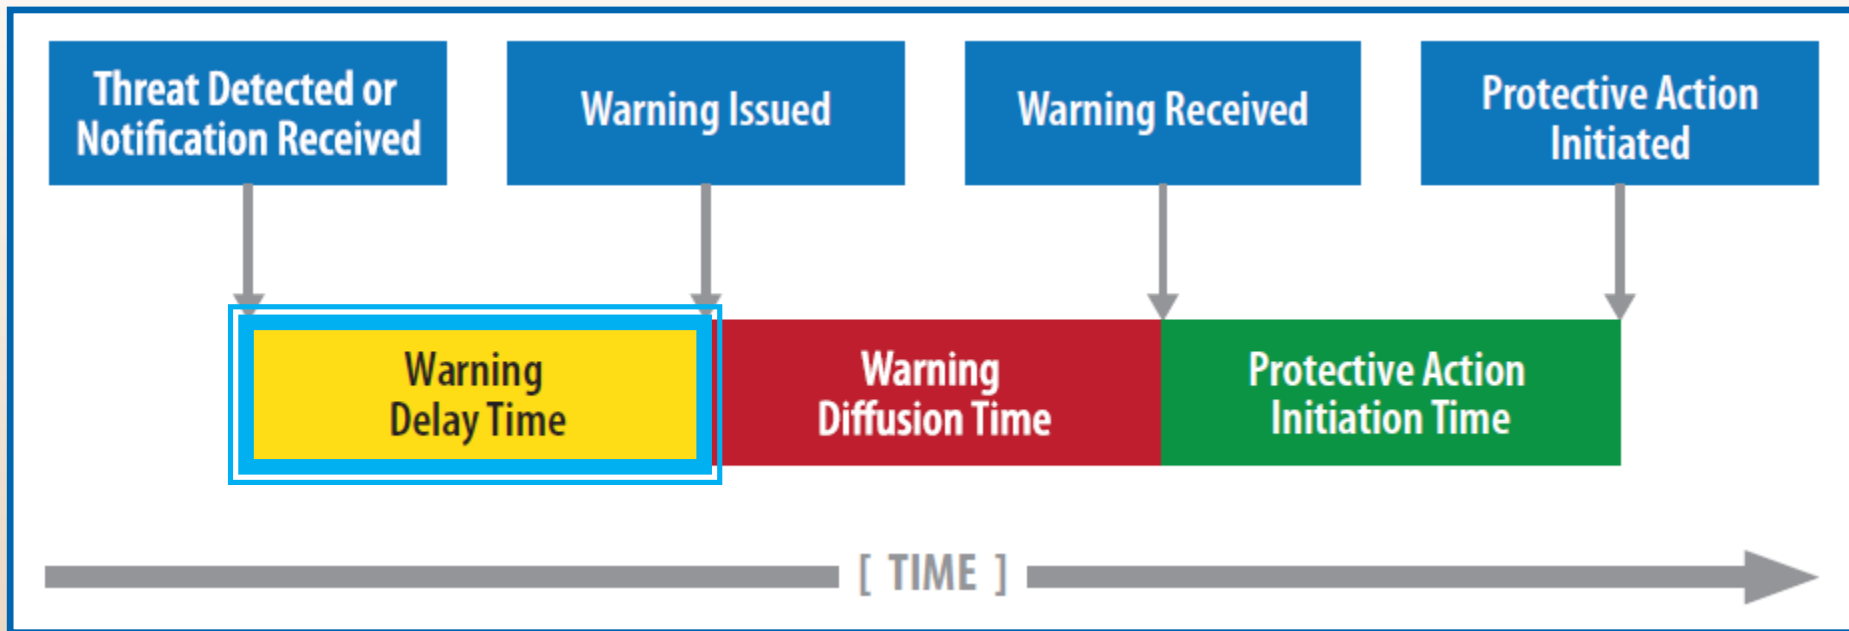 Threat Detected or
Notification Received
Warning Issued
Warning Received
Protective Action
Initiated
Warning
Delay Time
Warning
Diffusion Time
Protective Action
Initiation Time
[ TIME ]